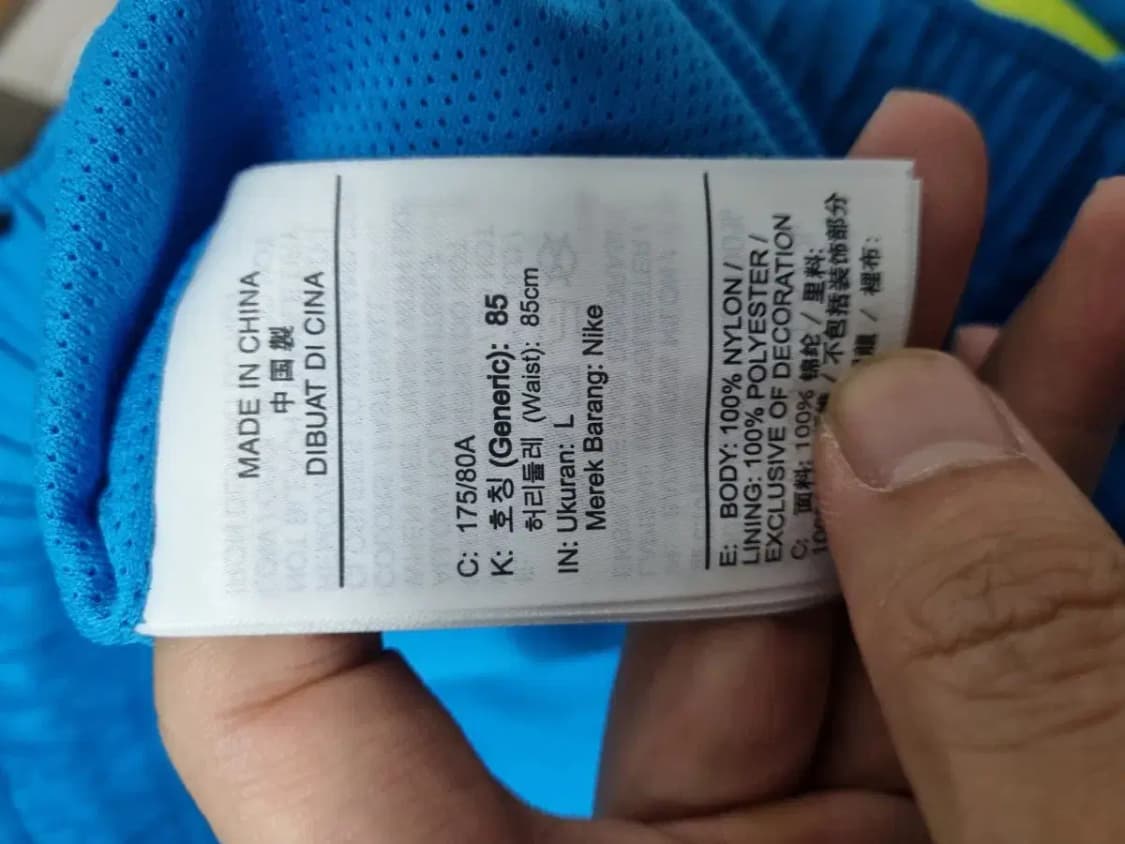 MADE IN CHINA
中国製
DIBUAT DI CINA
C: 175/80A
K: 호칭 (Generic): 85
허리둘레 (Waist): 85cm
IN: Ukuran: L
Merek Barang: Nike
E: BODY: 100% NYLON /
LINING: 100% POLYESTER /
EXCLUSIVE OF DECORATION
C: 面料: 100% 锦纶 / 里料:
/ 不包括装饰部分
/ 裡布: